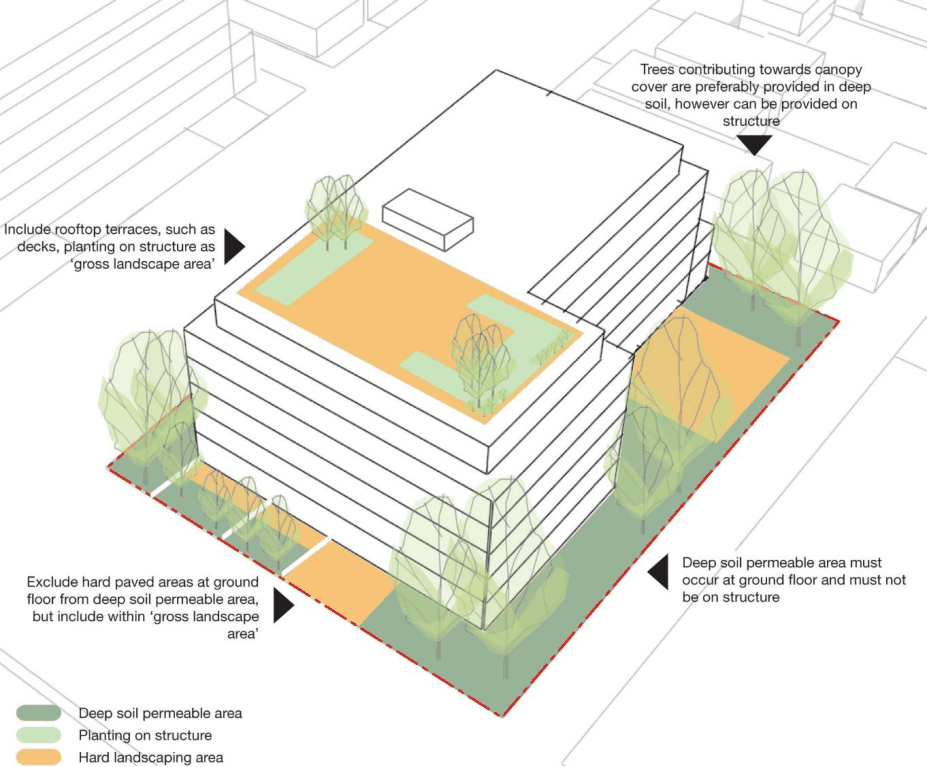 Trees contributing towards canopy
cover are preferably provided in deep
soil, however can be provided on
structure
Include rooftop terraces, such as
decks, planting on structure as
‘gross landscape area’
Deep soil permeable area must
occur at ground floor and must not
be on structure
Exclude hard paved areas at ground
floor from deep soil permeable area,
but include within ‘gross landscape
area’
Deep soil permeable area
Planting on structure
Hard landscaping area